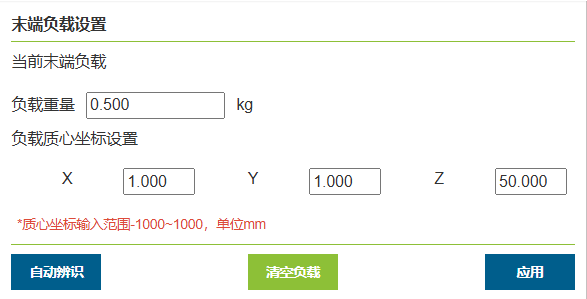 末端负载设置
当前末端负载
负载重量 0.500 kg
负载质心坐标设置
X 1.000 Y 1.000 Z 50.000
*质心坐标输入范围-1000~1000，单位mm
自动辨识 清空负载 应用